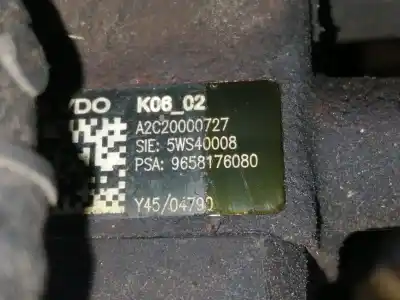 VDO K06_02
A2C20000727
SIE: 5WS40008
PSA: 9658176080
Y45/04790